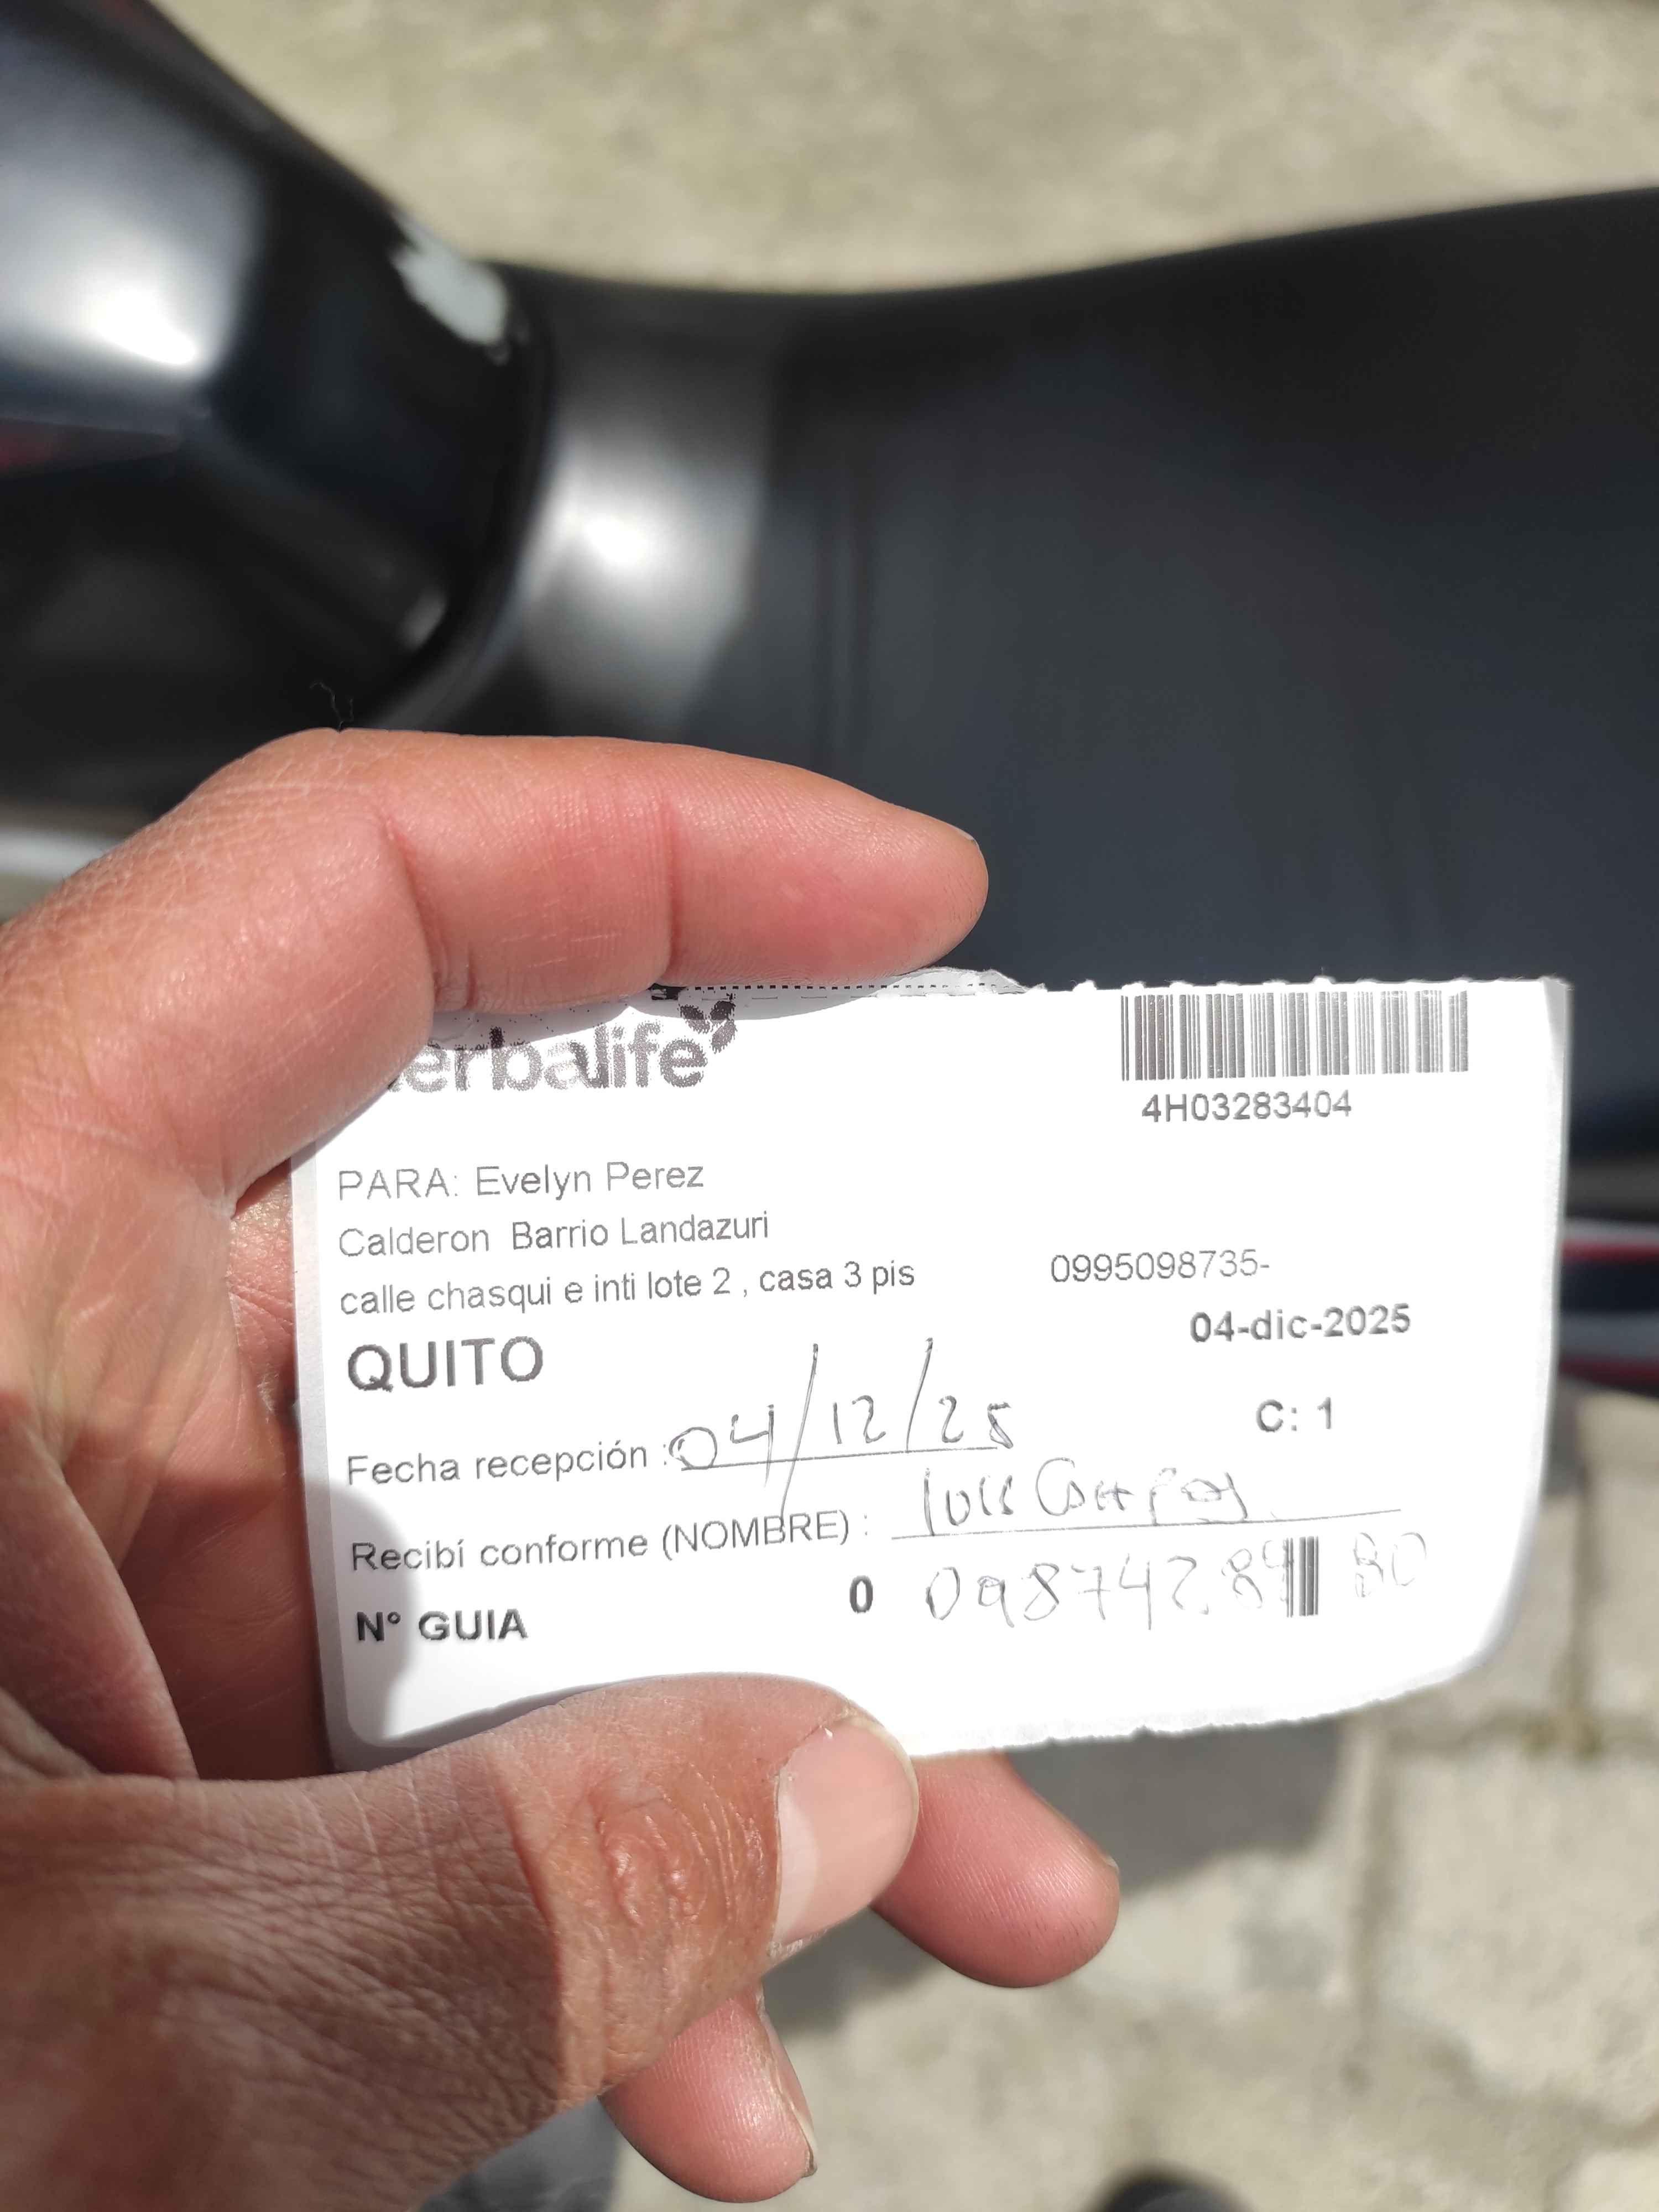 erbalife
4H03283404
PARA: Evelyn Perez
Calderon Barrio Landazuri
calle chasqui e inti lote 2 , casa 3 pis
0995098735-
04-dic-2025
QUITO
C: 1
Fecha recepción : 04/12/25
Recibí conforme (NOMBRE) : luis
N° GUIA 0